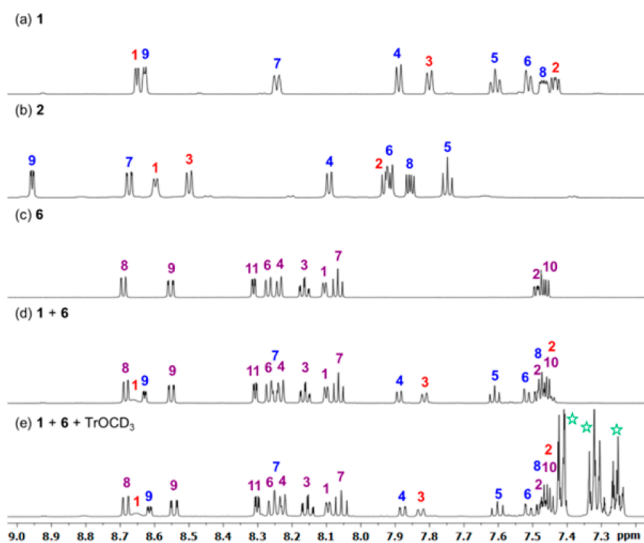 (a) 1
1 9 7 4 3 5 6 8 2
(b) 2
9 7 1 3 4 2 6 8 5
(c) 6
8 9 11 6 4 3 1 7 2 10
(d) 1 + 6
8 1 9 9 11 6 7 4 3 1 7 4 3 5 6 8 2 2 10
(e) 1 + 6 + TrOCD3
8 1 9 9 11 6 7 4 3 1 7 4 3 5 6 8 2 2 10
9.0 8.9 8.8 8.7 8.6 8.5 8.4 8.3 8.2 8.1 8.0 7.9 7.8 7.7 7.6 7.5 7.4 7.3 ppm